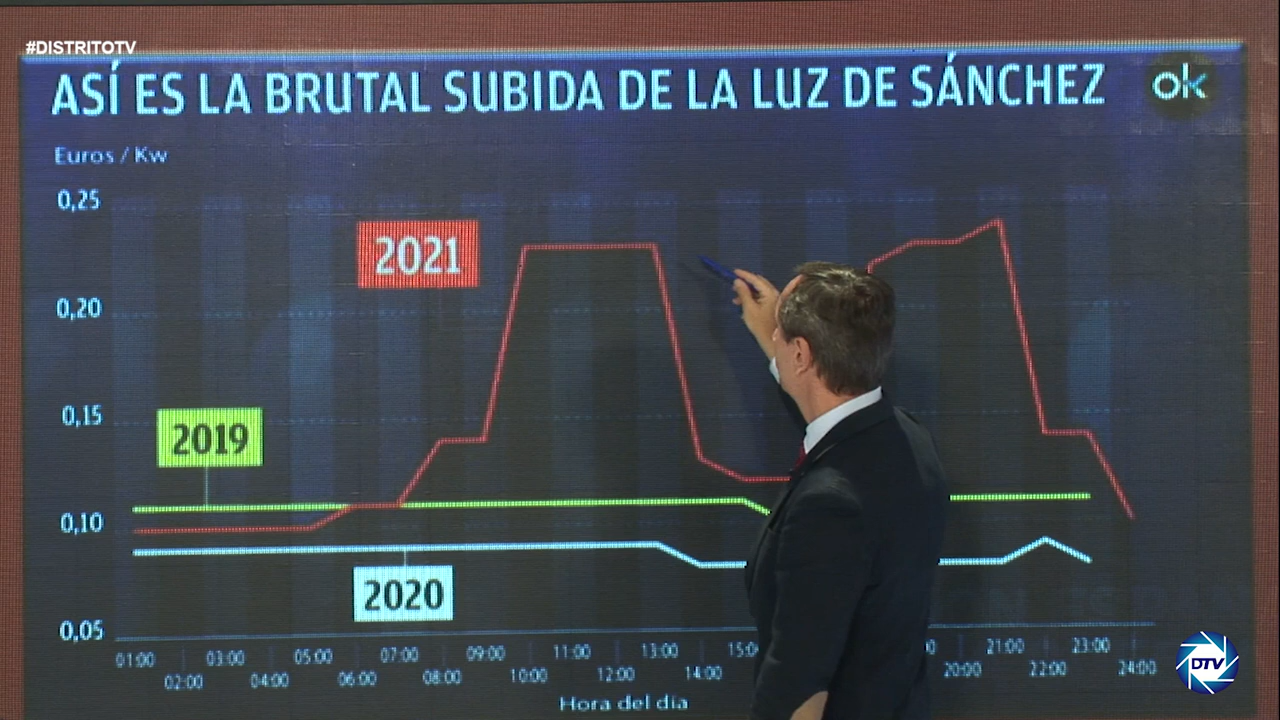 #DISTRITOTV
ASÍ ES LA BRUTAL SUBIDA DE LA LUZ DE SÁNCHEZ
ok
Euros / Kw
0,25
2021
0,20
0,15
2019
0,10
2020
0,05
01:00 03:00 05:00 07:00 09:00 11:00 13:00 15:0 00 21:00 23:00
02:00 04:00 06:00 08:00 10:00 12:00 14:00 20:00 22:00 24:00
Hora del día
DTV